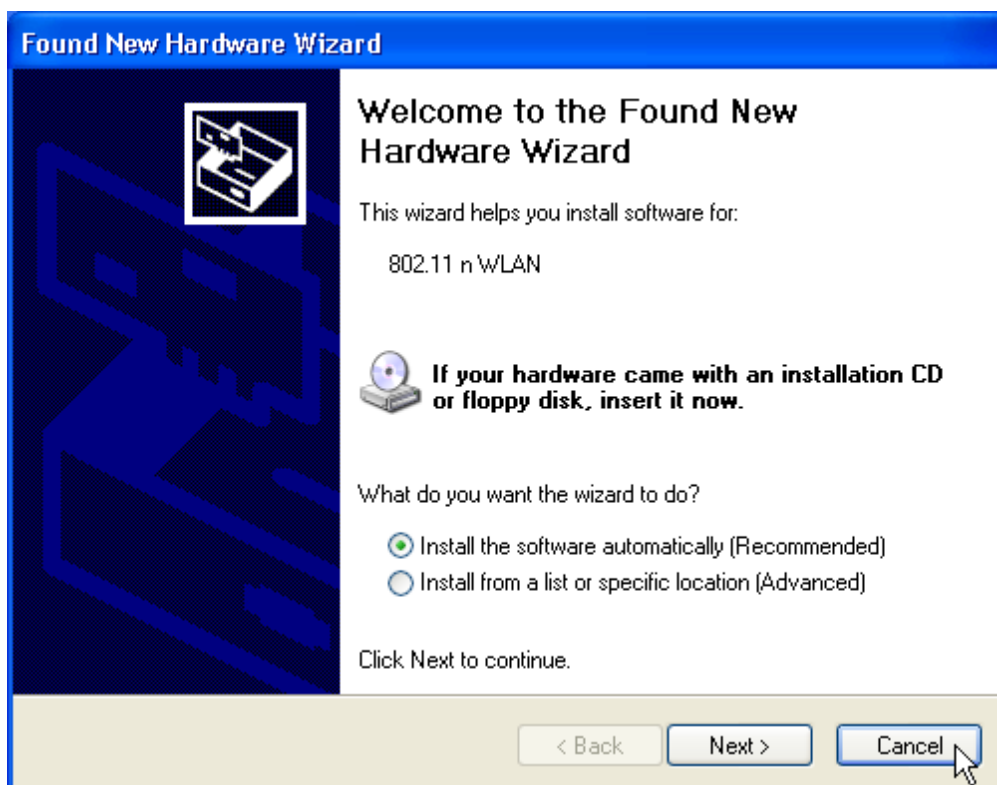 Found New Hardware Wizard
Welcome to the Found New
Hardware Wizard
This wizard helps you install software for:
802.11 n WLAN
If your hardware came with an installation CD
or floppy disk, insert it now.
What do you want the wizard to do?
Install the software automatically (Recommended)
Install from a list or specific location (Advanced)
Click Next to continue.
< Back Next > Cancel